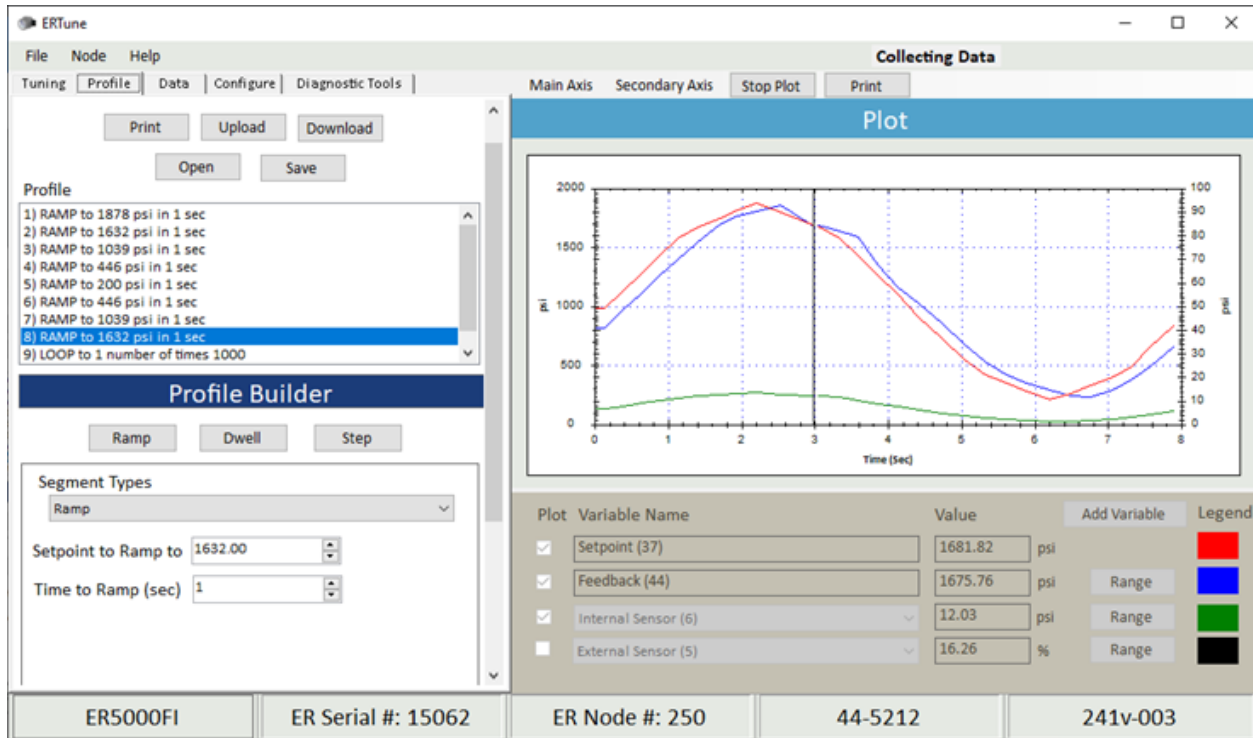 ERTune
File Node Help
Collecting Data
Tuning Profile Data Configure Diagnostic Tools
Print Upload Download
Open Save
Profile
1) RAMP to 1878 psi in 1 sec
2) RAMP to 1632 psi in 1 sec
3) RAMP to 1039 psi in 1 sec
4) RAMP to 446 psi in 1 sec
5) RAMP to 200 psi in 1 sec
6) RAMP to 446 psi in 1 sec
7) RAMP to 1039 psi in 1 sec
8) RAMP to 1632 psi in 1 sec
9) LOOP to 1 number of times 1000
Profile Builder
Ramp Dwell Step
Segment Types
Ramp
Setpoint to Ramp to 1632.00
Time to Ramp (sec) 1
Main Axis Secondary Axis Stop Plot Print
Plot
2000 100
90
80
1500
70
60
1000 50
40
500 30
20
10
0 0
psi psi
0 1 2 3 4 5 6 7 8
Time (Sec)
Plot Variable Name Value Add Variable Legend
Setpoint (37) 1681.82 psi
Feedback (44) 1675.76 psi Range
Internal Sensor (6) 12.03 psi Range
External Sensor (5) 16.26 % Range
ER5000FI ER Serial #: 15062 ER Node #: 250 44-5212 241v-003